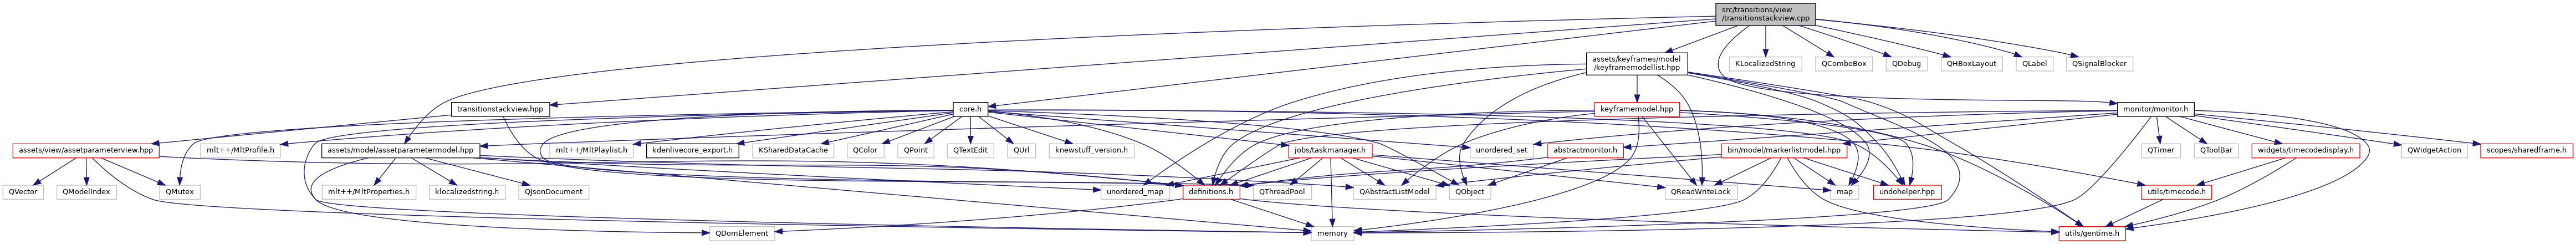 src/transitions/view
/transitionstackview.cpp
assets/keyframes/model
/keyframemodellist.hpp
KLocalizedString
QComboBox
QDebug
QHBoxLayout
QLabel
QSignalBlocker
transitionstackview.hpp
core.h
keyframemodel.hpp
monitor/monitor.h
assets/view/assetparameterview.hpp
mlt++/MltProfile.h
assets/model/assetparametermodel.hpp
mlt++/MltPlaylist.h
kdenlivecore_export.h
KSharedDataCache
QColor
QPoint
QTextEdit
QUrl
knewstuff_version.h
jobs/taskmanager.h
unordered_set
abstractmonitor.h
bin/model/markerlistmodel.hpp
QTimer
QToolBar
widgets/timecodedisplay.h
QWidgetAction
scopes/sharedframe.h
QVector
QModelIndex
QMutex
mlt++/MltProperties.h
klocalizedstring.h
QJsonDocument
unordered_map
definitions.h
QThreadPool
QAbstractListModel
QObject
QReadWriteLock
map
undohelper.hpp
utils/timecode.h
QDomElement
memory
utils/gentime.h